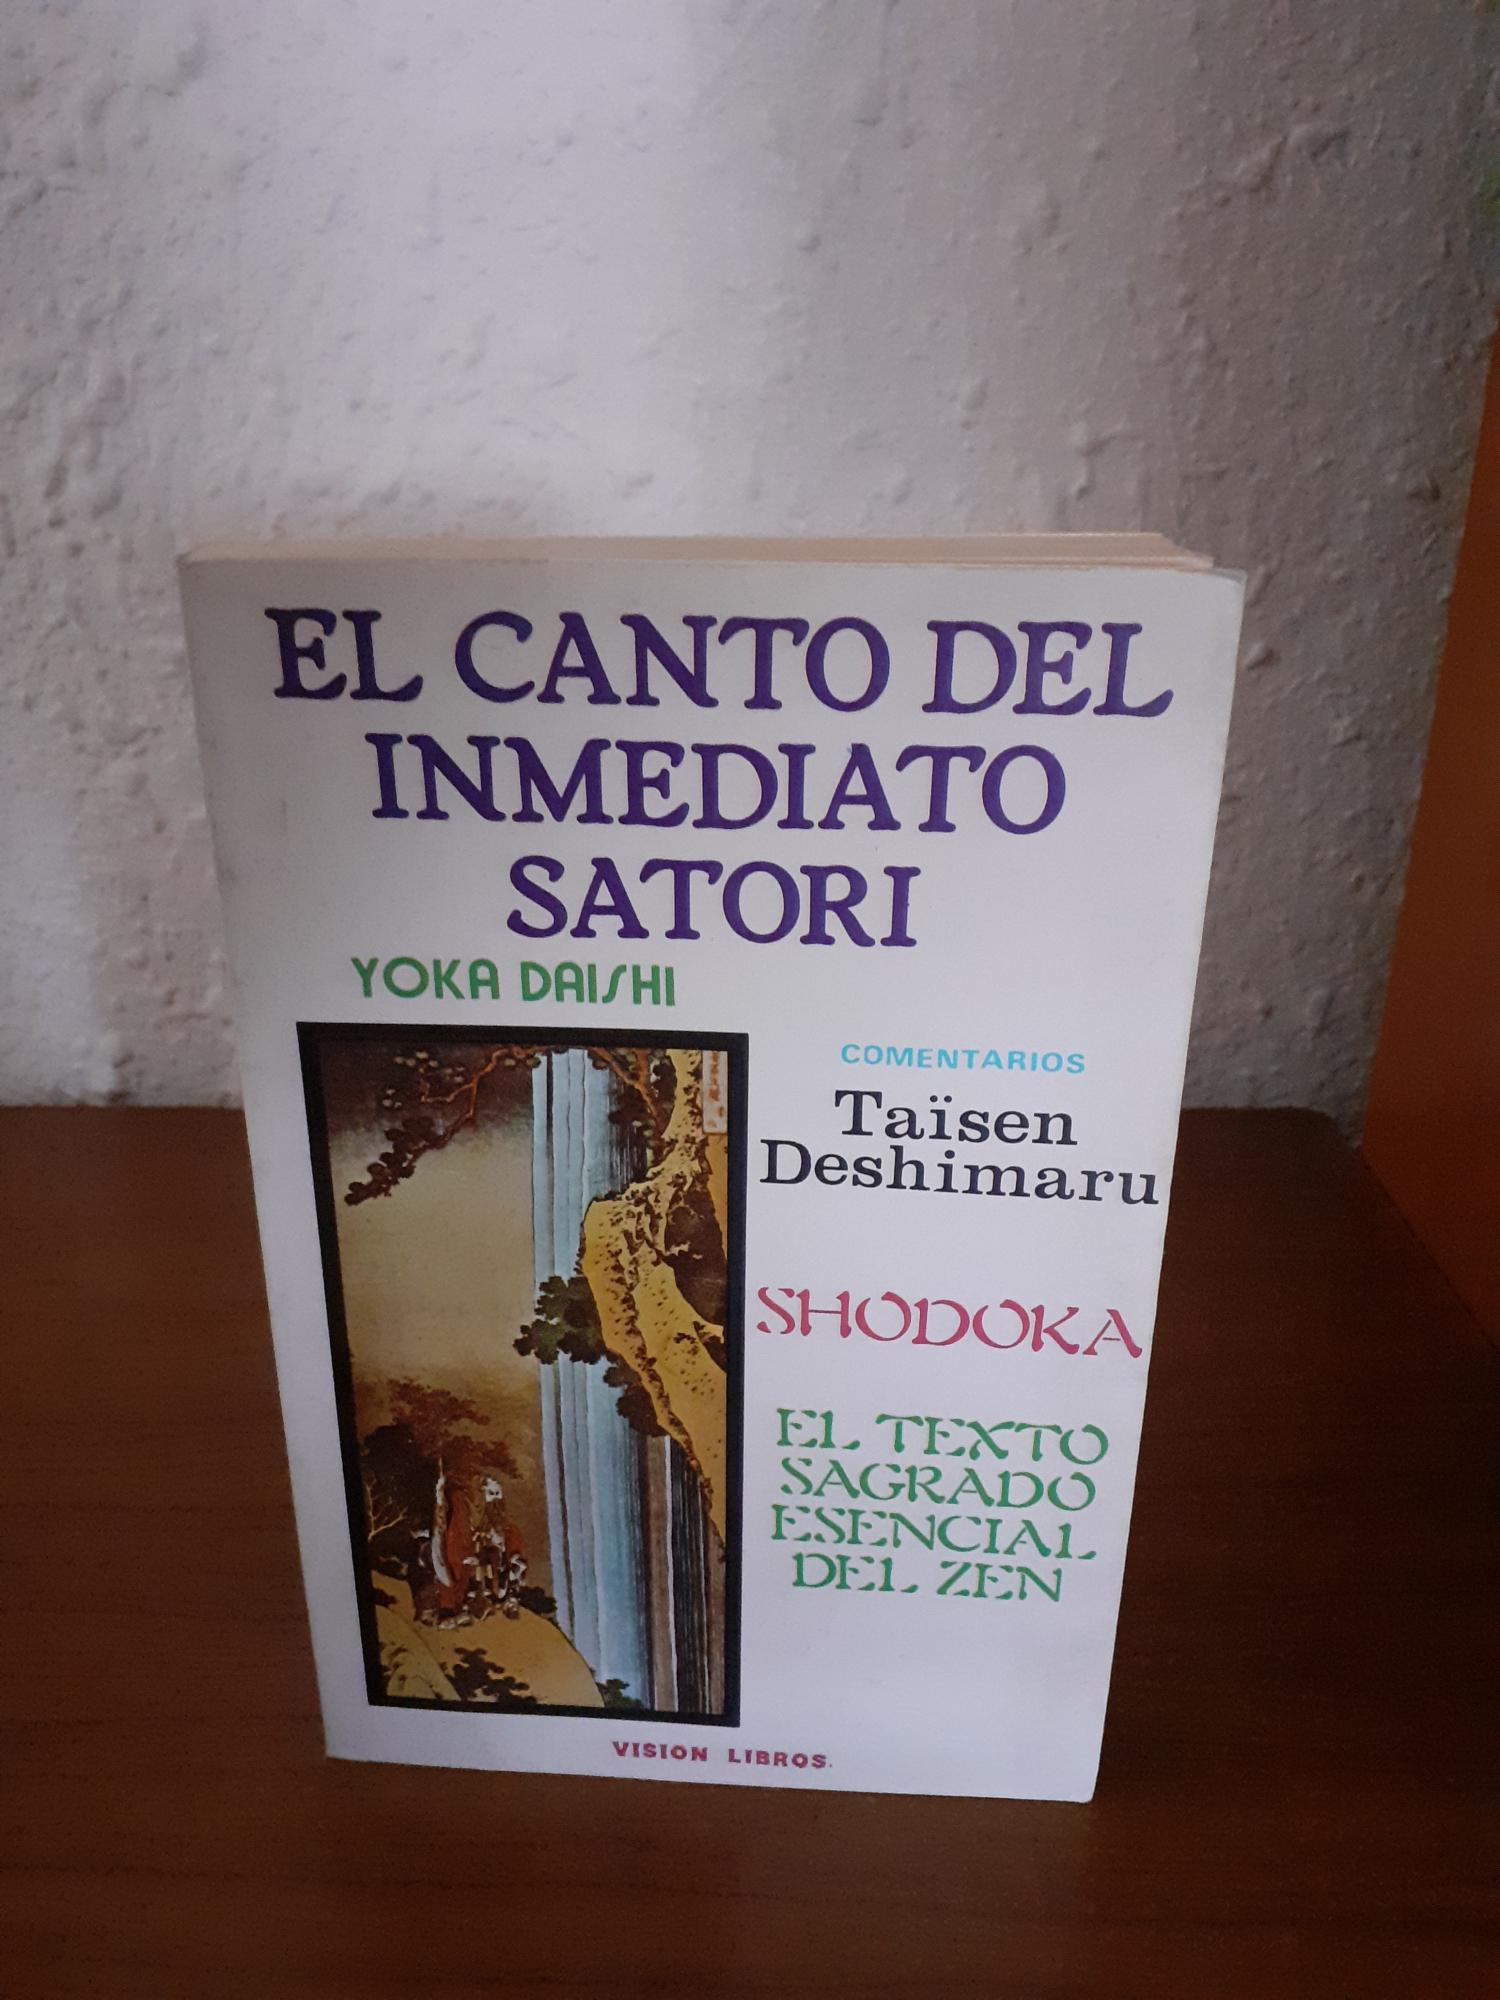 EL CANTO DEL
INMEDIATO
SATORI
YOKA DAISHI
COMENTARIOS
Taïsen
Deshimaru
SHODOKA
EL TEXTO
SAGRADO
ESENCIAL
DEL ZEN
VISION LIBROS.